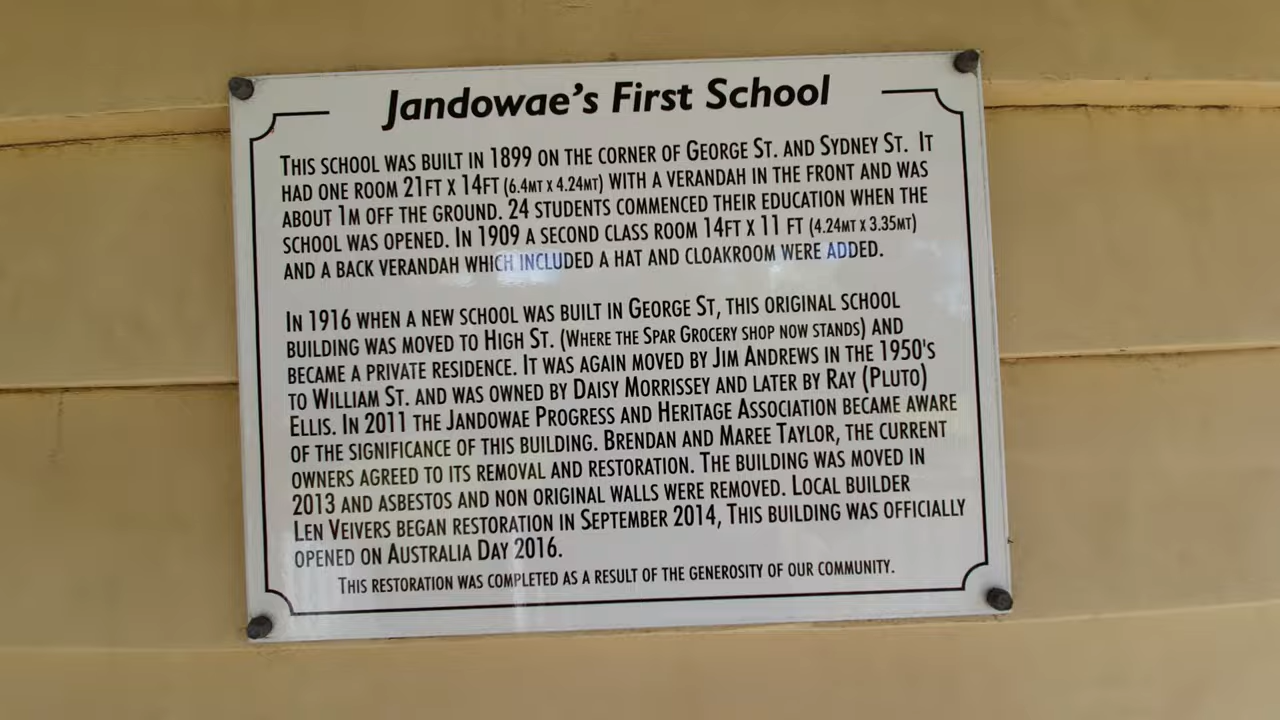 Jandowae's First School
THIS SCHOOL WAS BUILT IN 1899 ON THE CORNER OF GEORGE ST. AND SYDNEY ST. IT
HAD ONE ROOM 21FT X 14FT (6.4MT X 4.24MT) WITH A VERANDAH IN THE FRONT AND WAS
ABOUT 1M OFF THE GROUND. 24 STUDENTS COMMENCED THEIR EDUCATION WHEN THE
SCHOOL WAS OPENED. IN 1909 A SECOND CLASS ROOM 14FT X 11 FT (4.24MT X 3.35MT)
AND A BACK VERANDAH WHICH INCLUDED A HAT AND CLOAKROOM WERE ADDED.
IN 1916 WHEN A NEW SCHOOL WAS BUILT IN GEORGE ST, THIS ORIGINAL SCHOOL
BUILDING WAS MOVED TO HIGH ST. (WHERE THE SPAR GROCERY SHOP NOW STANDS) AND
BECAME A PRIVATE RESIDENCE. IT WAS AGAIN MOVED BY JIM ANDREWS IN THE 1950'S
TO WILLIAM ST. AND WAS OWNED BY DAISY MORRISSEY AND LATER BY RAY (PLUTO)
ELLIS. IN 2011 THE JANDOWAE PROGRESS AND HERITAGE ASSOCIATION BECAME AWARE
OF THE SIGNIFICANCE OF THIS BUILDING. BRENDAN AND MAREE TAYLOR, THE CURRENT
OWNERS AGREED TO ITS REMOVAL AND RESTORATION. THE BUILDING WAS MOVED IN
2013 AND ASBESTOS AND NON ORIGINAL WALLS WERE REMOVED. LOCAL BUILDER
LEN VEIVERS BEGAN RESTORATION IN SEPTEMBER 2014, THIS BUILDING WAS OFFICIALLY
OPENED ON AUSTRALIA DAY 2016.
THIS RESTORATION WAS COMPLETED AS A RESULT OF THE GENEROSITY OF OUR COMMUNITY.